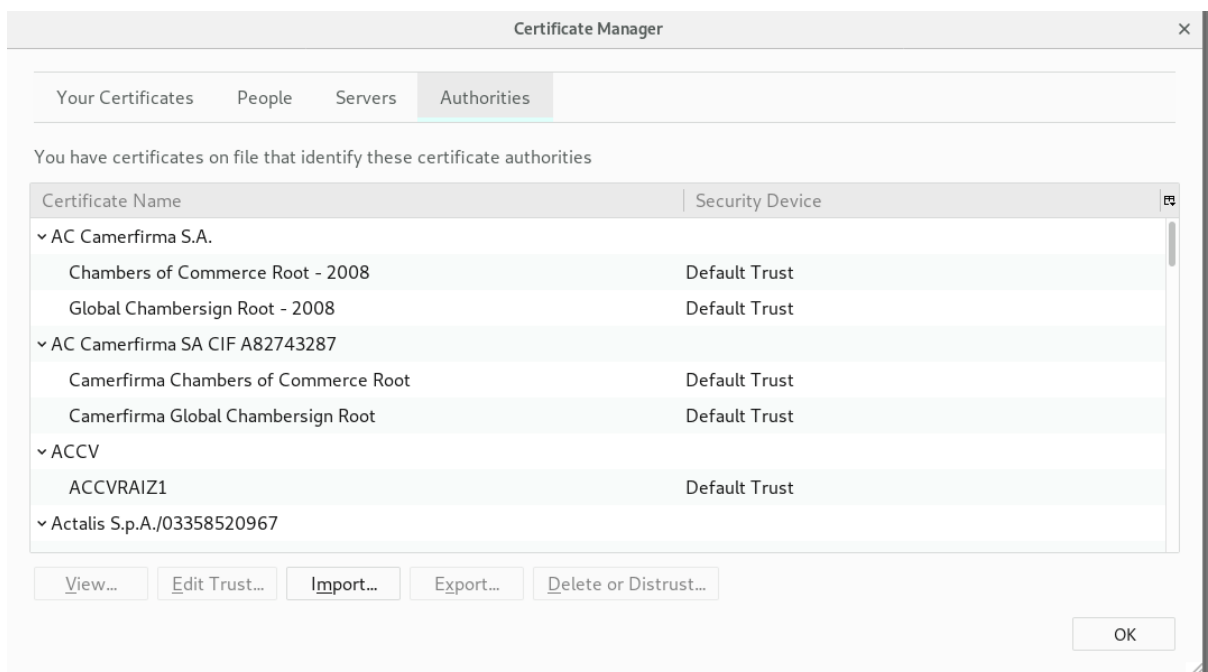 Certificate Manager
Your Certificates People Servers Authorities
You have certificates on file that identify these certificate authorities
Certificate Name Security Device
AC Camerfirma S.A.
Chambers of Commerce Root - 2008 Default Trust
Global Chambersign Root - 2008 Default Trust
AC Camerfirma SA CIF A82743287
Camerfirma Chambers of Commerce Root Default Trust
Camerfirma Global Chambersign Root Default Trust
ACCV
ACCVRAIZ1 Default Trust
Actalis S.p.A./03358520967
View... Edit Trust... Import... Export... Delete or Distrust...
OK